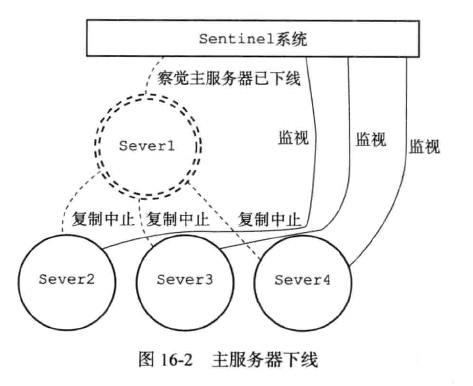 Sentinel系统
察觉主服务器已下线
Sever1
监视
监视
监视
复制中止
复制中止
复制中止
Sever2
Sever3
Sever4
图 16-2 主服务器下线